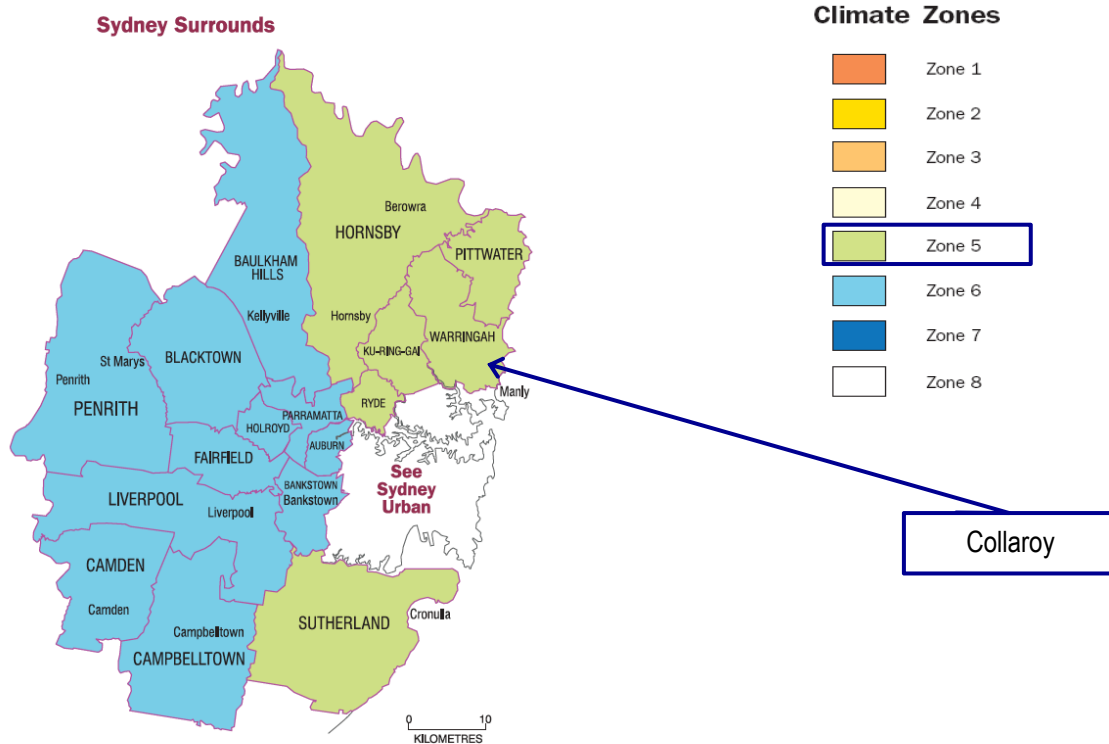 Sydney Surrounds
Climate Zones
Zone 1
Zone 2
Zone 3
Zone 4
Zone 5
Zone 6
Zone 7
Zone 8
Berowra
HORNSBY
PITTWATER
BAULKHAM
HILLS
Kellyville
Hornsby
WARRINGAH
KU-RING-GAI
St Marys
BLACKTOWN
Penrith
PENRITH
Manly
RYDE
PARRAMATTA
HOLROYD
AUBURN
FAIRFIELD
See
Sydney
Urban
BANKSTOWN
Bankstown
LIVERPOOL
Liverpool
Collaroy
CAMDEN
Camden
Campbelltown
CAMPBELLTOWN
SUTHERLAND
Cronulla
0 10
KILOMETRES